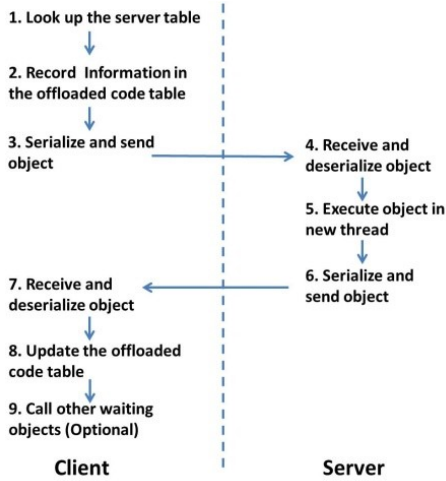 1. Look up the server table
2. Record Information in
the offloaded code table
3. Serialize and send
object
4. Receive and
deserialize object
5. Execute object in
new thread
6. Serialize and
send object
7. Receive and
deserialize object
8. Update the offloaded
code table
9. Call other waiting
objects (Optional)
Client
Server